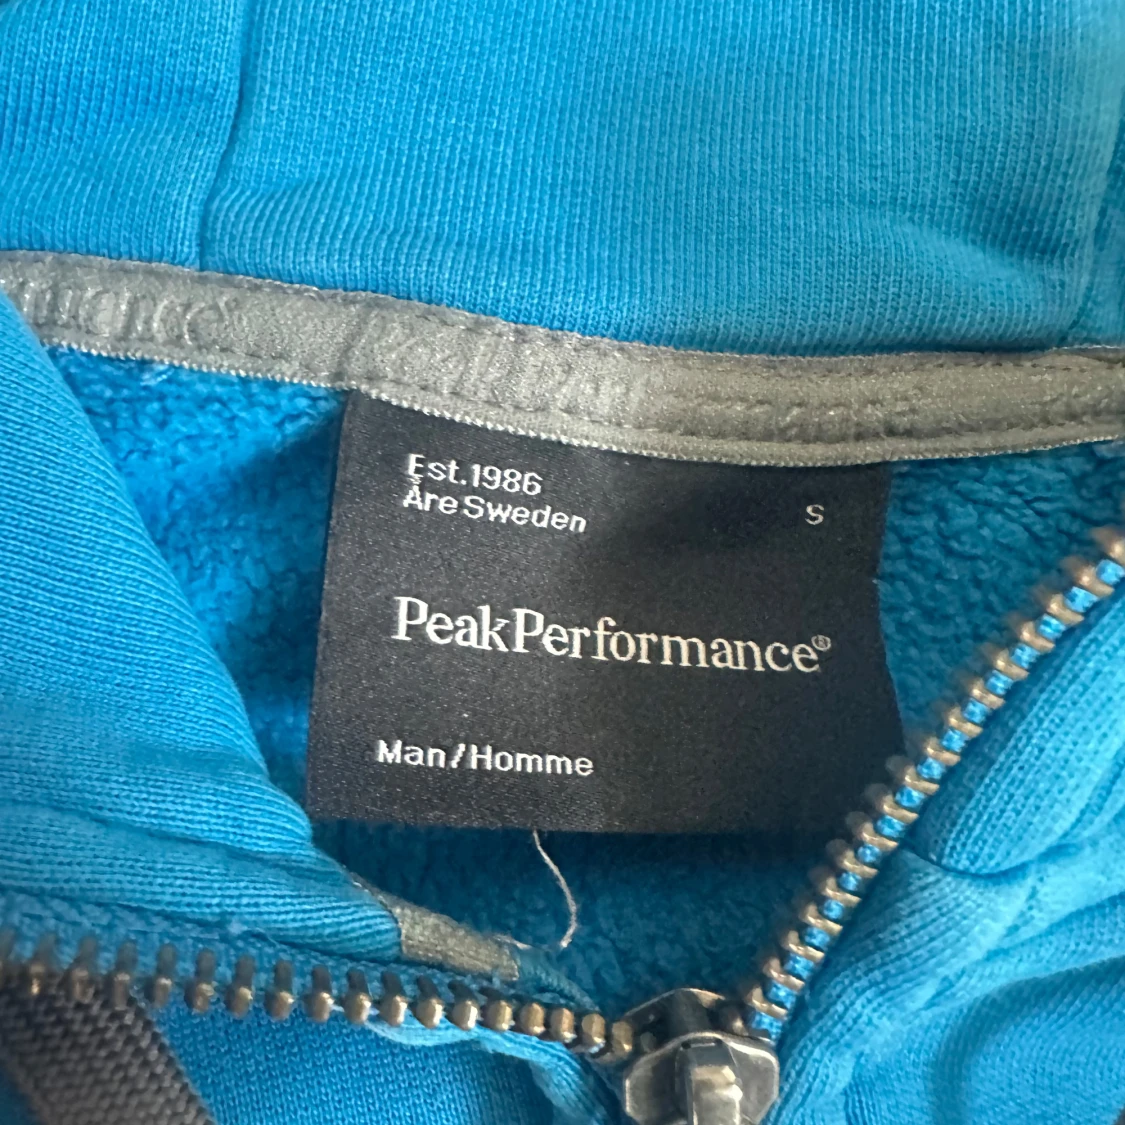 Est.1986
Åre Sweden
S
PeakPerformance®
Man/Homme